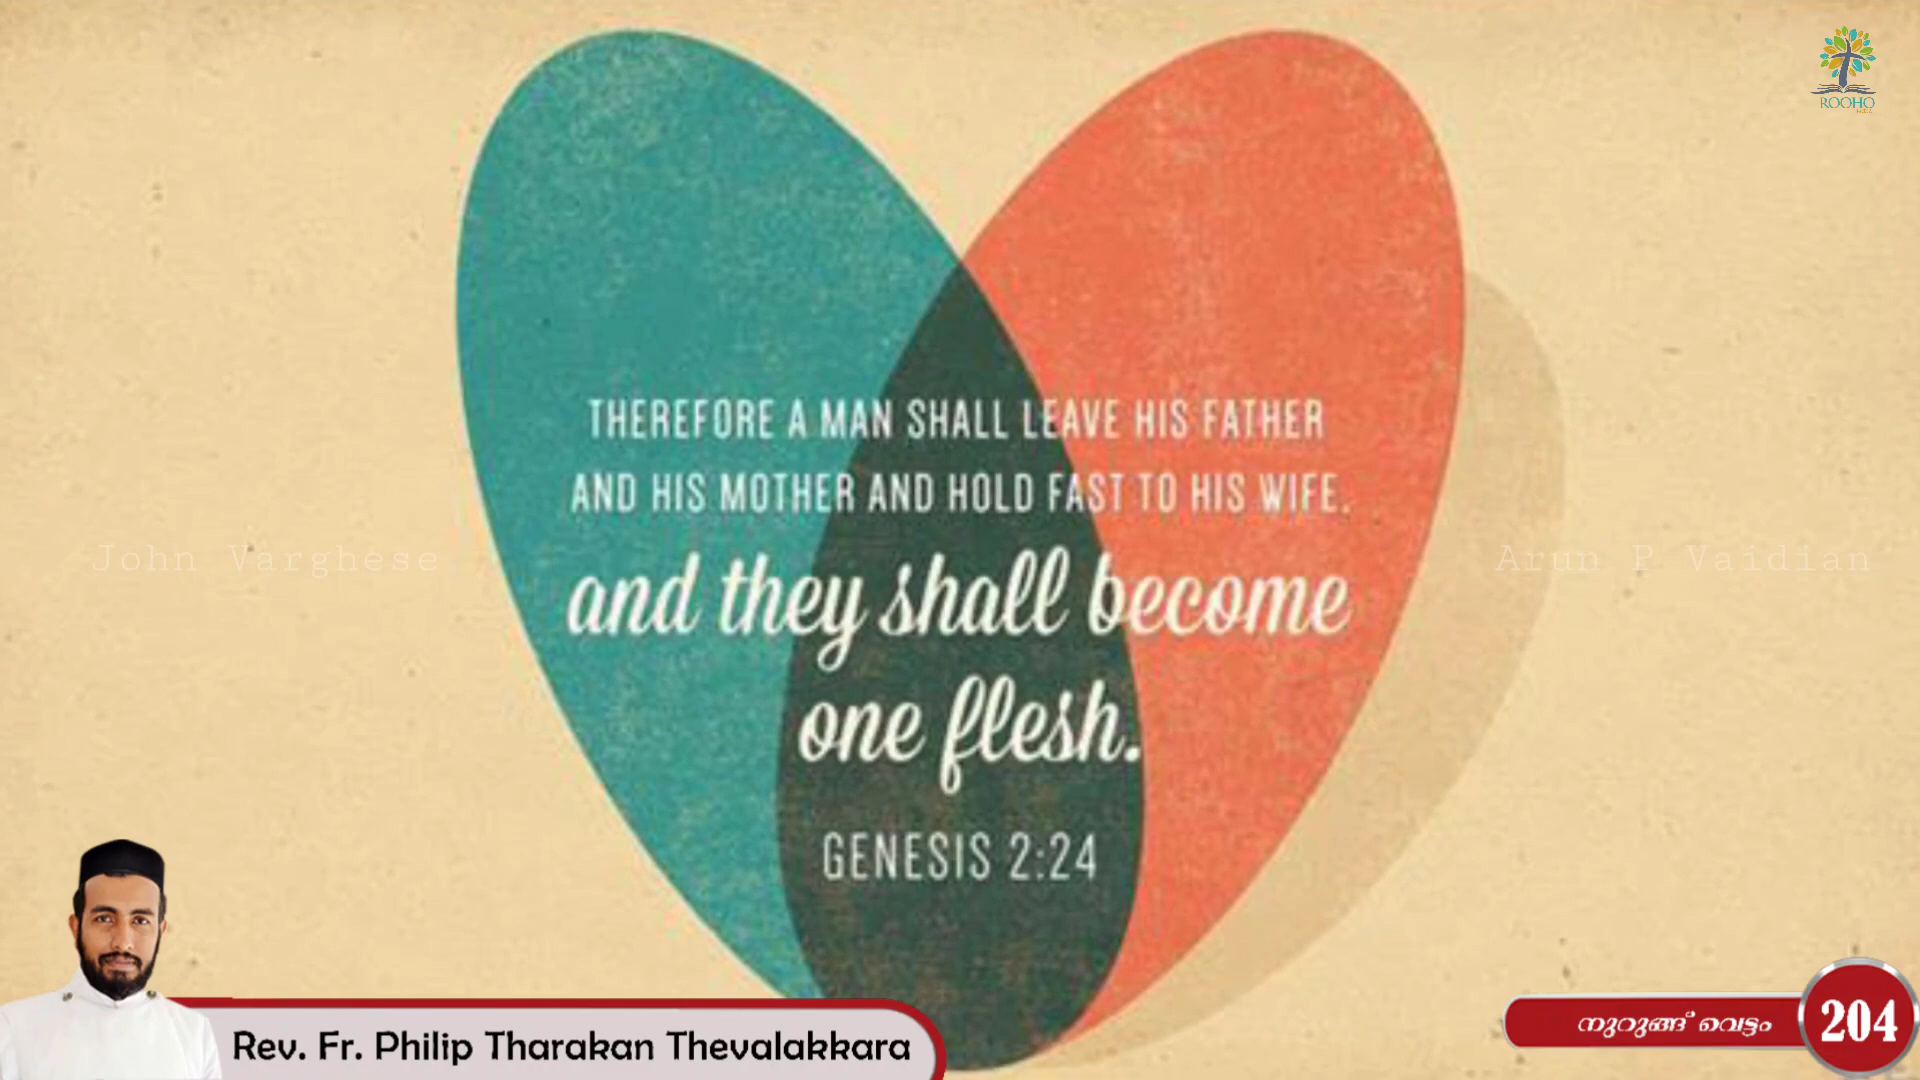 ROOHO
THEREFORE A MAN SHALL LEAVE HIS FATHER
AND HIS MOTHER AND HOLD FAST TO HIS WIFE.
and they shall become
one flesh.
GENESIS 2:24
John Varghese
Arun P Vaidian
Rev. Fr. Philip Tharakan Thevalakkara
നുറുങ്ങ് വെട്ടം
204